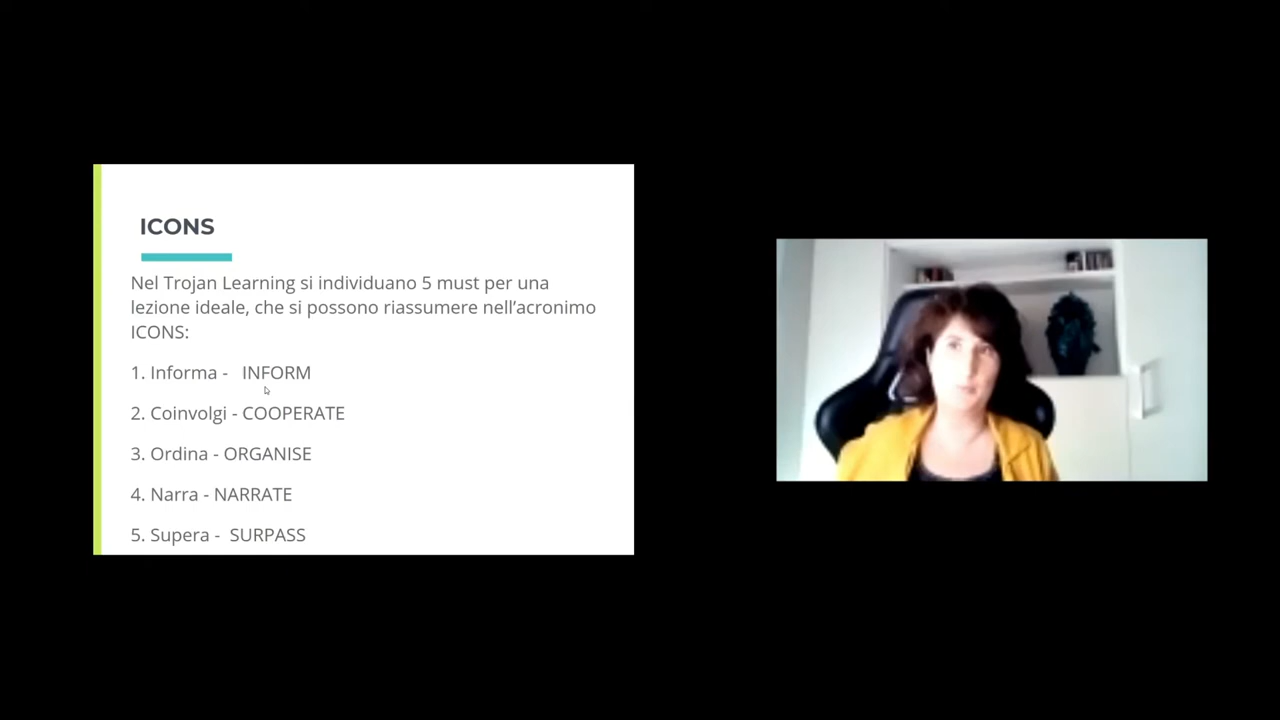 ICONS
Nel Trojan Learning si individuano 5 must per una
lezione ideale, che si possono riassumere nell’acronimo
ICONS:
1. Informa - INFORM
2. Coinvolgi - COOPERATE
3. Ordina - ORGANISE
4. Narra - NARRATE
5. Supera - SURPASS